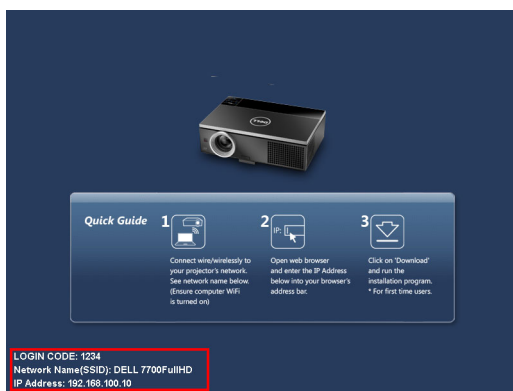 DELL
Quick Guide
1
Connect wire/wirelessly to
your projector's network.
See network name below.
(Ensure computer WiFi
is turned on)
2
IP:
Open web browser
and enter the IP Address
below into your browser's
address bar.
3
Click on 'Download'
and run the
installation program.
* For first time users.
LOGIN CODE: 1234
Network Name(SSID): DELL 7700FullHD
IP Address: 192.168.100.10